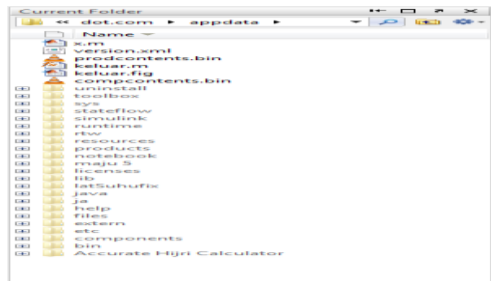 Current Folder
« dot.com ▸ appdata ▸
Name
x.m
version.xml
prodcontents.bin
keluar.m
keluar.fig
compcontents.bin
uninstall
toolbox
sys
stateflow
simulink
runtime
rtw
resources
products
notebook
maju 5
licenses
lib
latSuhufix
java
ja
help
files
extern
etc
components
bin
Accurate Hijri Calculator